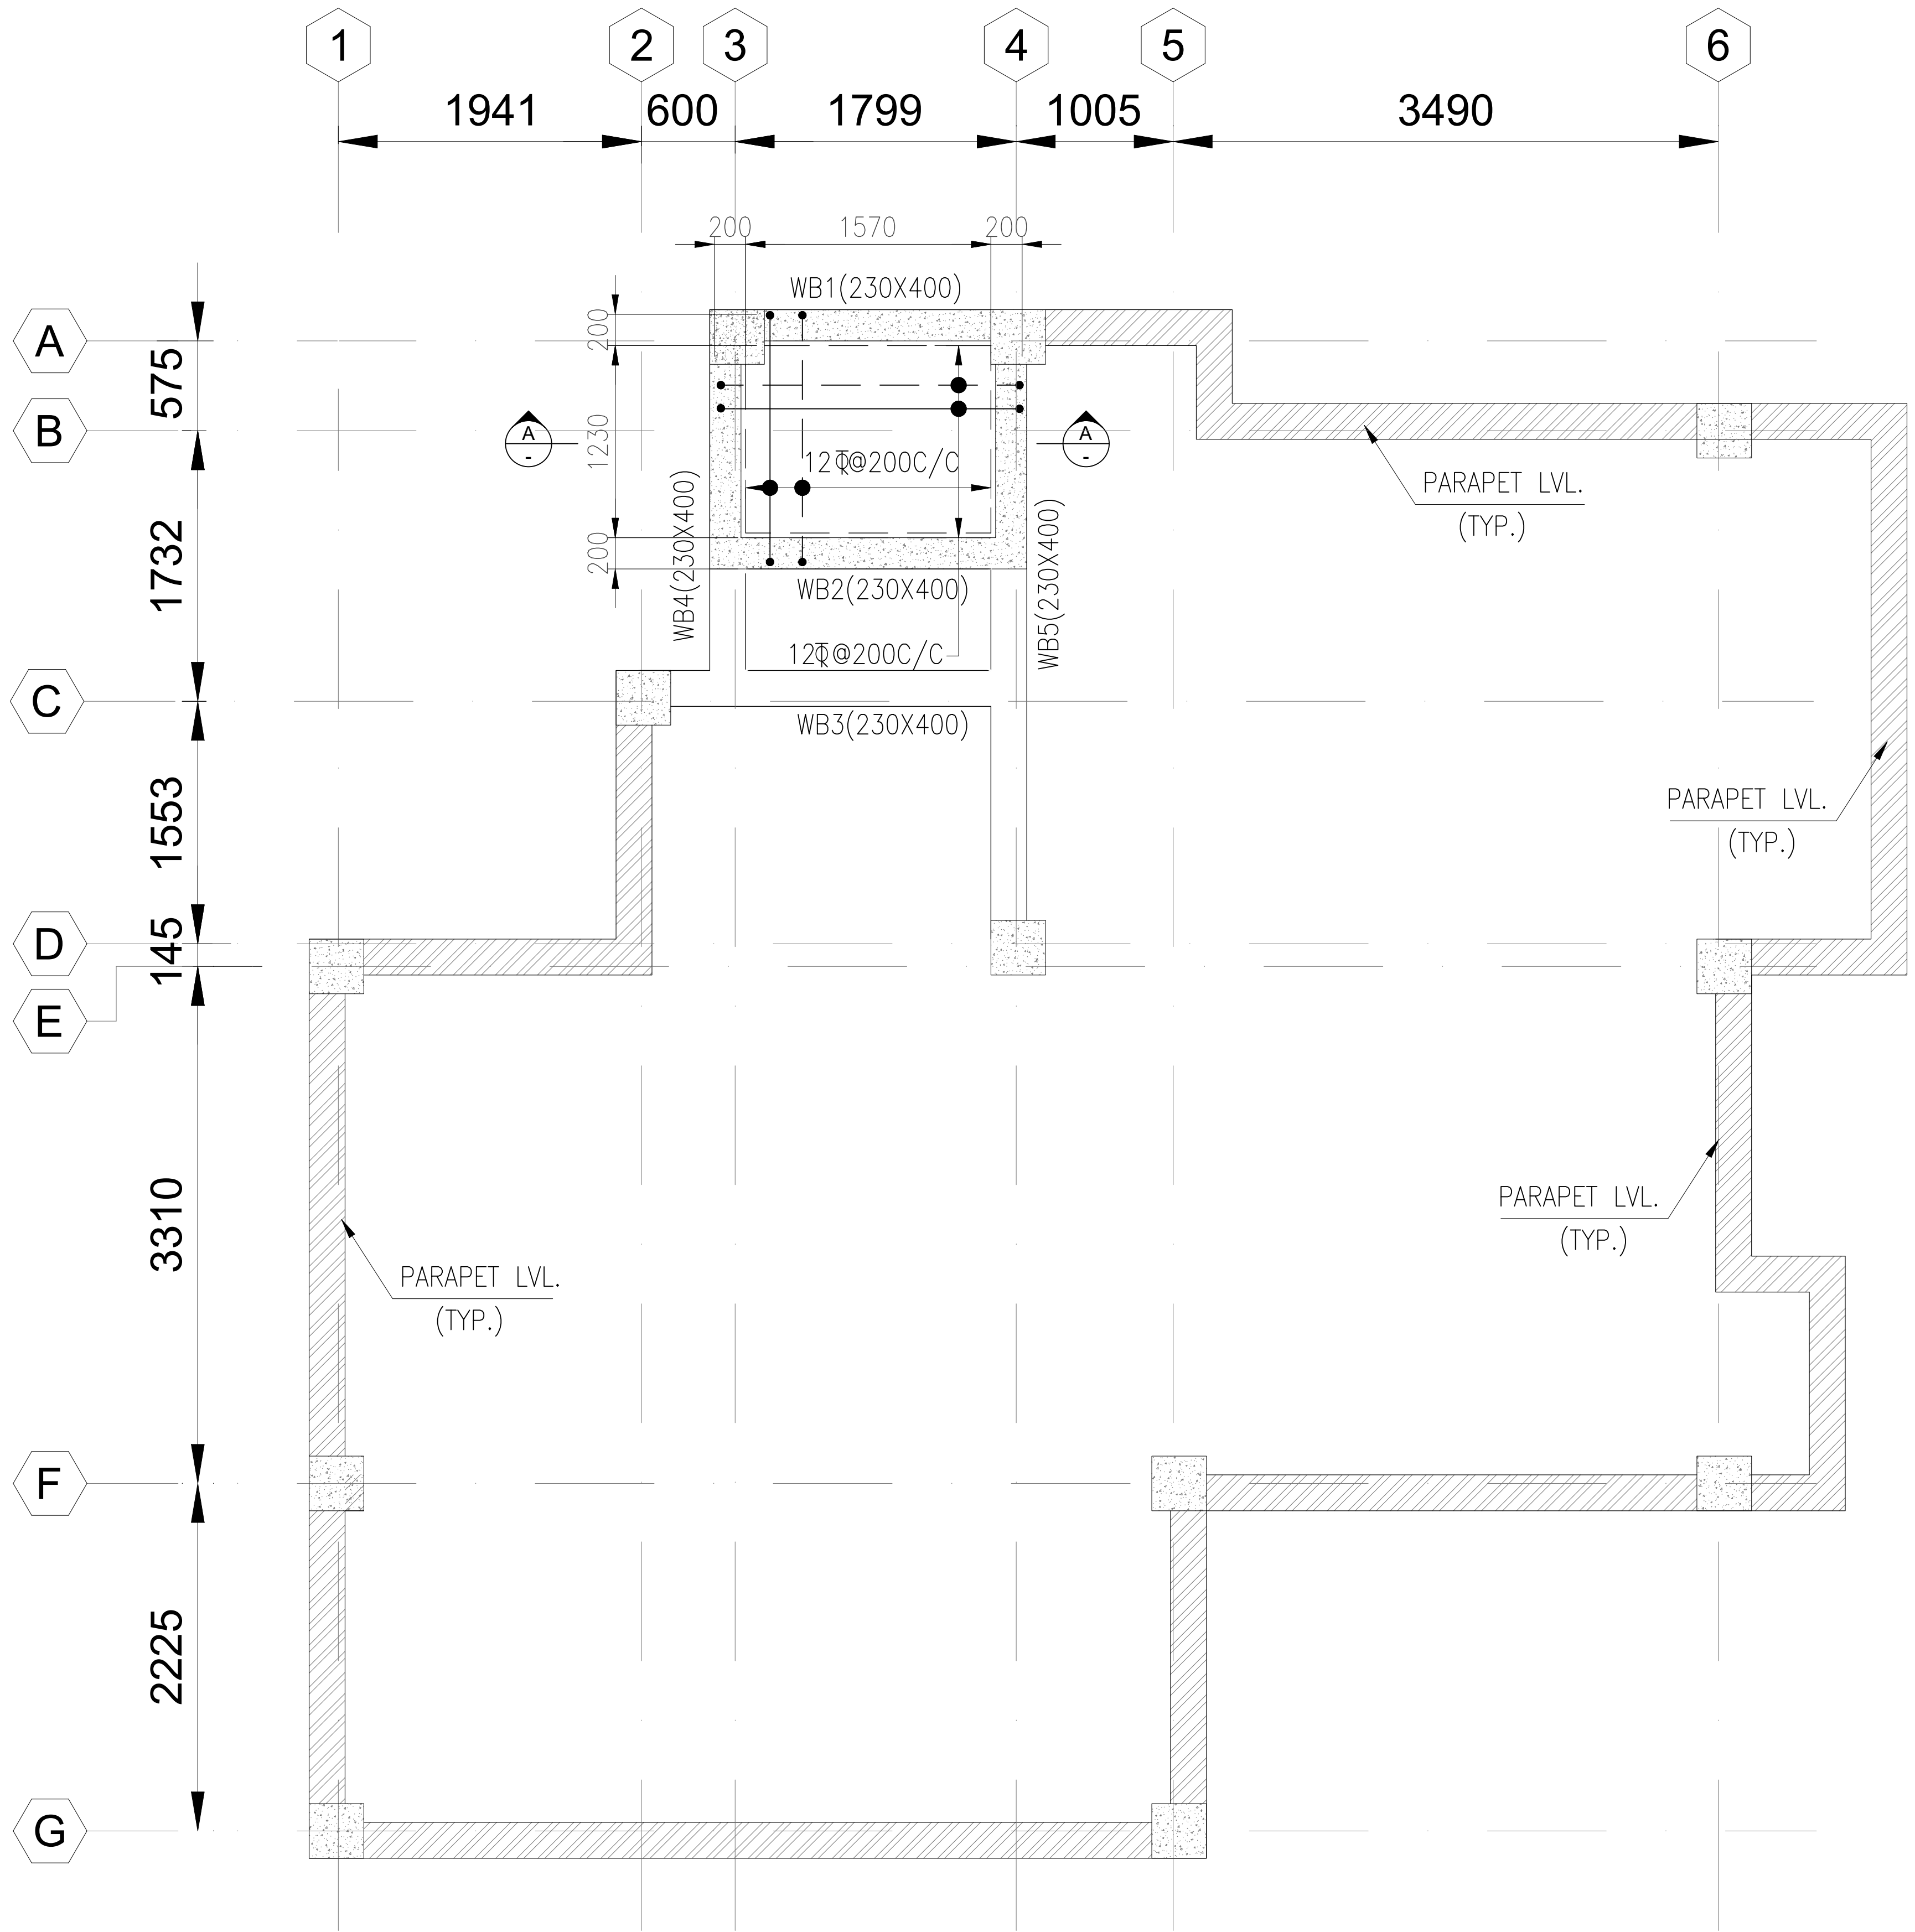 1 2 3 4 5 6
1941 600 1799 1005 3490
200 1570 200
WB1(230X400)
A
200
575
B
1230
A
-
A
-
12Ꝗ@200C/C
PARAPET LVL.
(TYP.)
WB4(230X400)
WB5(230X400)
1732
200
WB2(230X400)
12Ꝗ@200C/C
C
WB3(230X400)
PARAPET LVL.
(TYP.)
1553
D
145
E
PARAPET LVL.
(TYP.)
3310
PARAPET LVL.
(TYP.)
F
2225
G